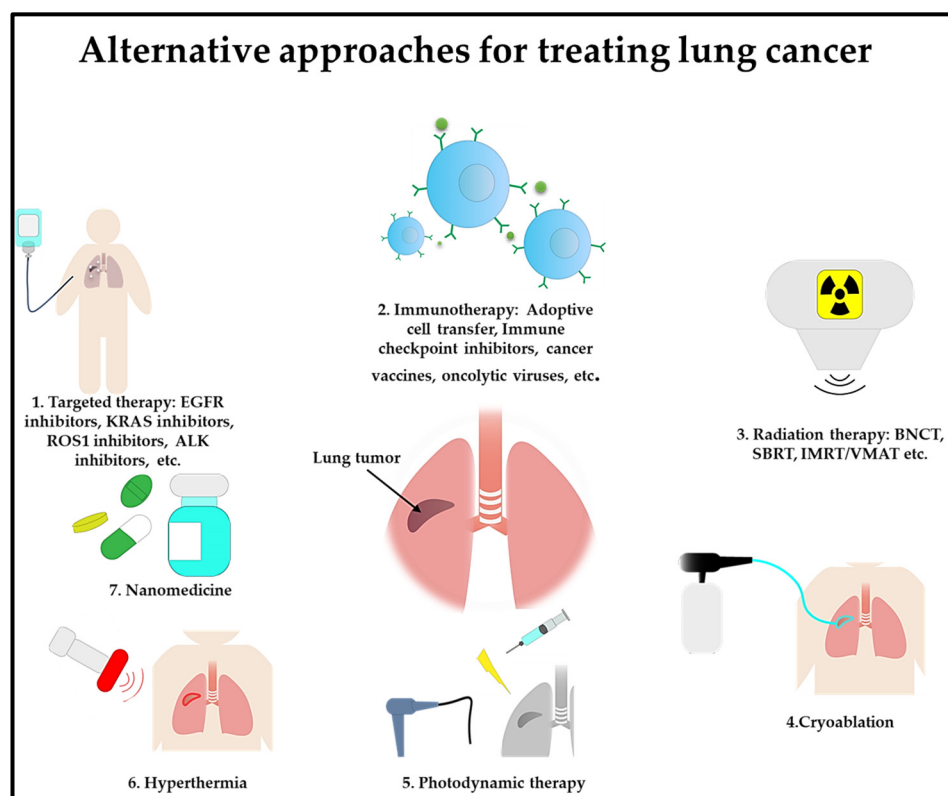 Alternative approaches for treating lung cancer
1. Targeted therapy: EGFR
inhibitors, KRAS inhibitors,
ROS1 inhibitors, ALK
inhibitors, etc.
2. Immunotherapy: Adoptive
cell transfer, Immune
checkpoint inhibitors, cancer
vaccines, oncolytic viruses, etc.
3. Radiation therapy: BNCT,
SBRT, IMRT/VMAT etc.
Lung tumor
7. Nanomedicine
4.Cryoablation
6. Hyperthermia
5. Photodynamic therapy